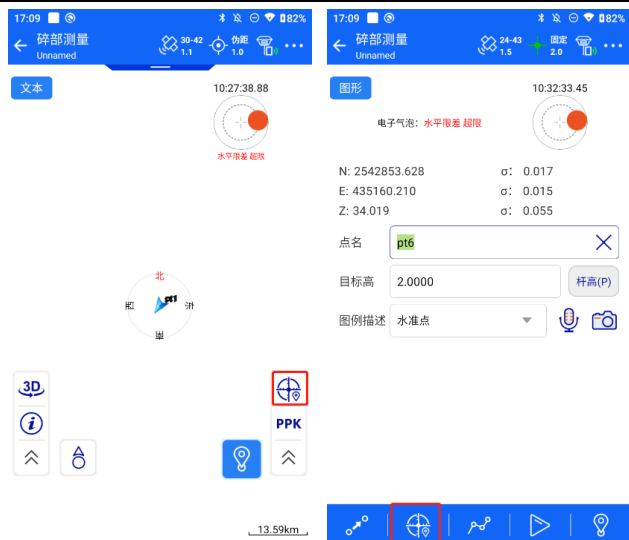 17:09
82%
碎部测量
Unnamed
30-42
1.1
伪距
1.0
文本
10:27:38.88
水平限差 超限
北
西
pt1
东
南
3D
PPK
13.59km
17:09
82%
碎部测量
Unnamed
24-43
1.5
固定
2.0
图形
10:32:33.45
电子气泡: 水平限差 超限
N: 2542853.628 σ: 0.017
E: 435160.210 σ: 0.015
Z: 34.019 σ: 0.055
点名 pt6
目标高 2.0000 杆高(P)
图例描述 水准点